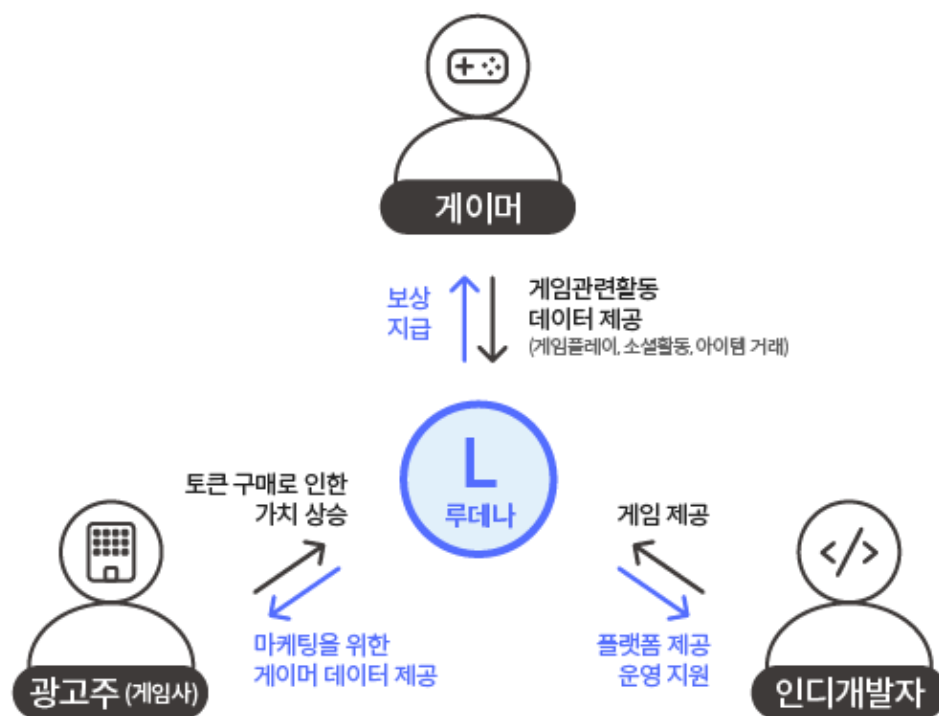 게이머
보상
지급
게임관련활동
데이터 제공
(게임플레이, 소셜활동, 아이템 거래)
L
루데나
토큰 구매로 인한
가치 상승
게임 제공
</>
마케팅을 위한
게이머 데이터 제공
플랫폼 제공
운영 지원
광고주 (게임사)
인디개발자